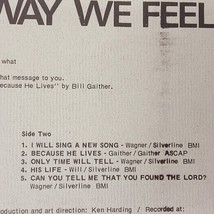 WAY WE FEEL
what
hat message to you.
ecause He Lives" by Bill Gaither.
Side Two
1. I WILL SING A NEW SONG - Wagner/Silverline BMI
2. BECAUSE HE LIVES - Gaither/Gaither ASCAP
3. ONLY TIME WILL TELL - Wagner/Silverline BMI
4. HIS LIFE - Will/Silverline BMI
5. CAN YOU TELL ME THAT YOU FOUND THE LORD?
Wagner/Silverline BMI
oduction and art direction: Ken Harding / Recorded at: